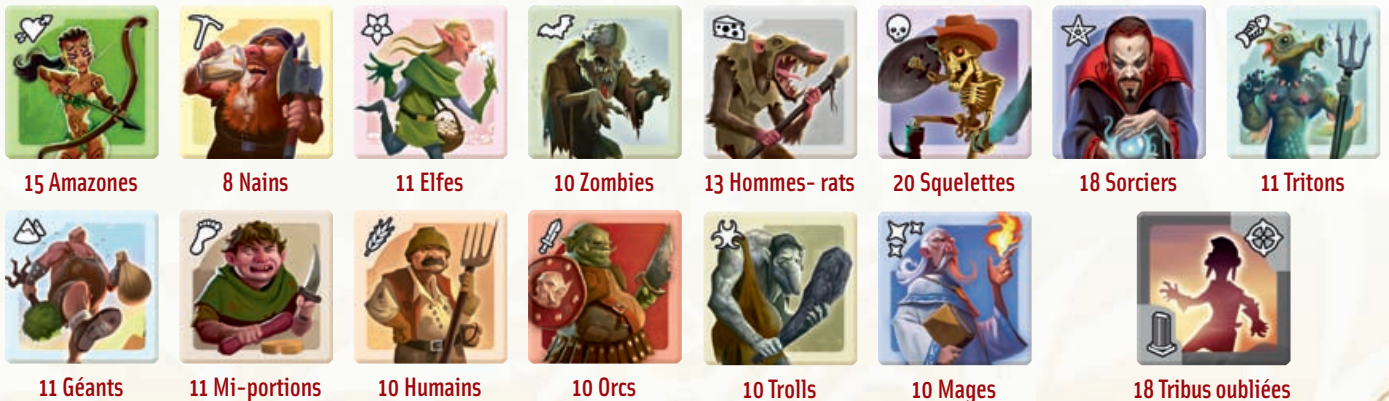 15 Amazones
8 Nains
11 Elfes
10 Zombies
13 Hommes- rats
20 Squelettes
18 Sorciers
11 Tritons
11 Géants
11 Mi-portions
10 Humains
10 Orcs
10 Trolls
10 Mages
18 Tribus oubliées